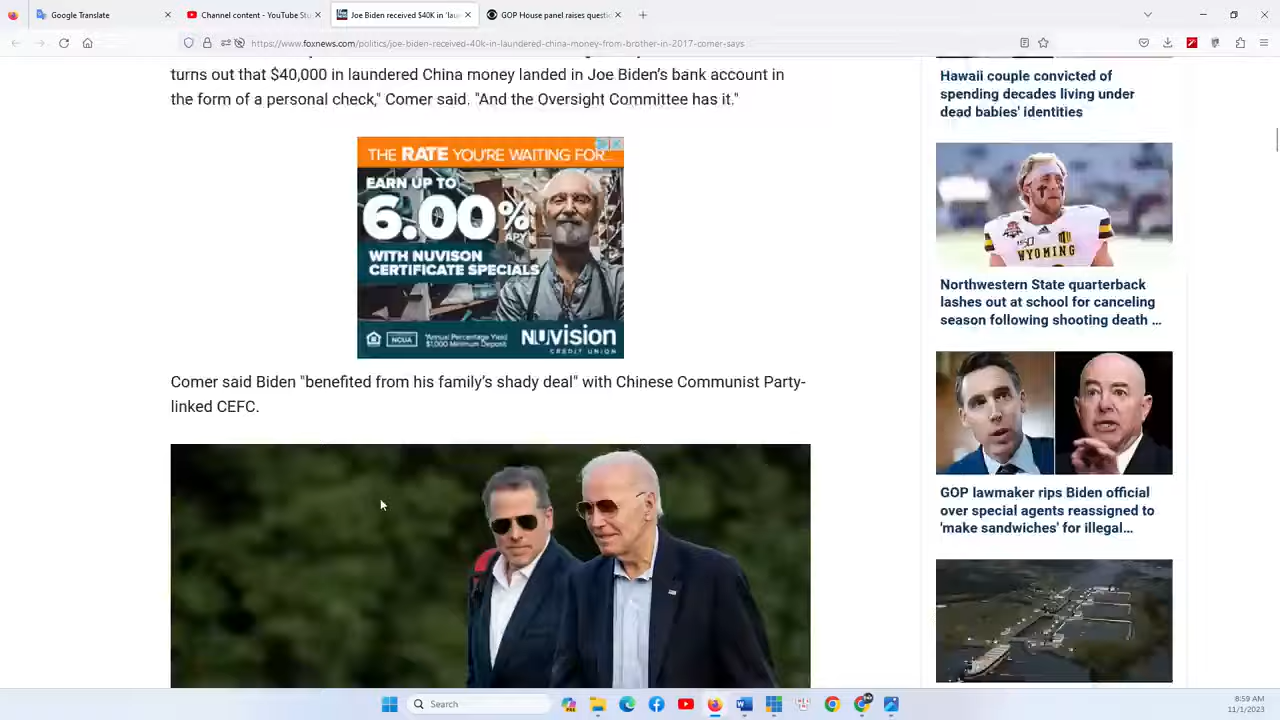 Google Translate
Channel content - YouTube Stu
Joe Biden received $40K in 'lau
GOP House panel raises questi
https://www.foxnews.com/politics/joe-biden-received-40k-in-laundered-china-money-from-brother-in-2017-comer-says
turns out that $40,000 in laundered China money landed in Joe Biden's bank account in
the form of a personal check," Comer said. "And the Oversight Committee has it."
THE RATE YOU'RE WAITING FOR...
EARN UP TO
6.00%
APY*
WITH NUVISON
CERTIFICATE SPECIALS
NCUA
*Annual Percentage Yield
$1,000 Minimum Deposit
NUVISION
CREDIT UNION
Comer said Biden "benefited from his family's shady deal" with Chinese Communist Party-
linked CEFC.
Hawaii couple convicted of
spending decades living under
dead babies' identities
150
WYOMING
Northwestern State quarterback
lashes out at school for canceling
season following shooting death ...
GOP lawmaker rips Biden official
over special agents reassigned to
'make sandwiches' for illegal...
Search
8:59 AM
11/1/2023